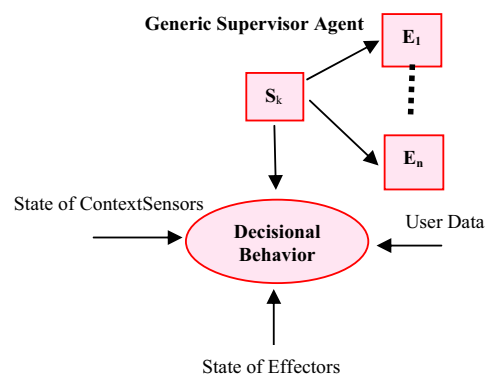 Generic Supervisor Agent
E1
Sk
En
State of ContextSensors
User Data
Decisional
Behavior
State of Effectors